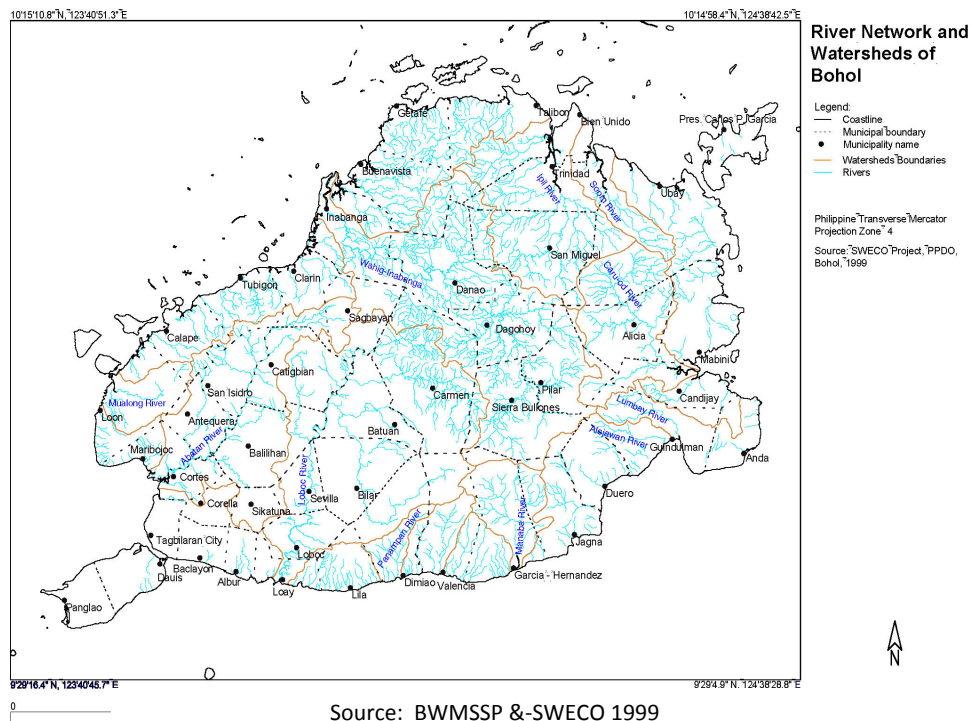 10'15'10.8" N, 123'40'51.3" E
10'14'58.4" N, 124'38'42.5" E
River Network and
Watersheds of
Bohol
Legend:
Coastline
Municipal boundary
Municipality name
Watersheds Boundaries
Rivers
Philippine Transverse Mercator
Projection Zone 4
Source: SWECO Project, PPDO,
Bohol, 1999
Getafe
Talibon
Bien Unido
Pres. Carlos P. Garcia
Buenavista
Trinidad
Ipil River
Soom River
Ubay
Inabanga
San Miguel
Wahig-Inabanga
Caru-od River
Tubigon
Clarin
Danao
Sagbayan
Dagohoy
Alicia
Calape
Mabini
Catigbian
San Isidro
Carmen
Pilar
Sierra Bullones
Candijay
Mualong River
Loon
Antequera
Lumbay River
Batuan
Alejawan River
Guindulman
Abatan River
Maribojoc
Balilihan
Anda
Cortes
Loboc River
Sevilla
Bilar
Duero
Corella
Sikatuna
Panampan River
Manaba River
Tagbilaran City
Jagna
Loboc
Dauis
Baclayon
Albur
Loay
Lila
Dimiao
Valencia
Garcia - Hernandez
Panglao
N
9'29'16.4" N, 123'40'45.7" E
9'29'4.9" N. 124'38'28.8" E
0
Source: BWMSSP &-SWECO 1999